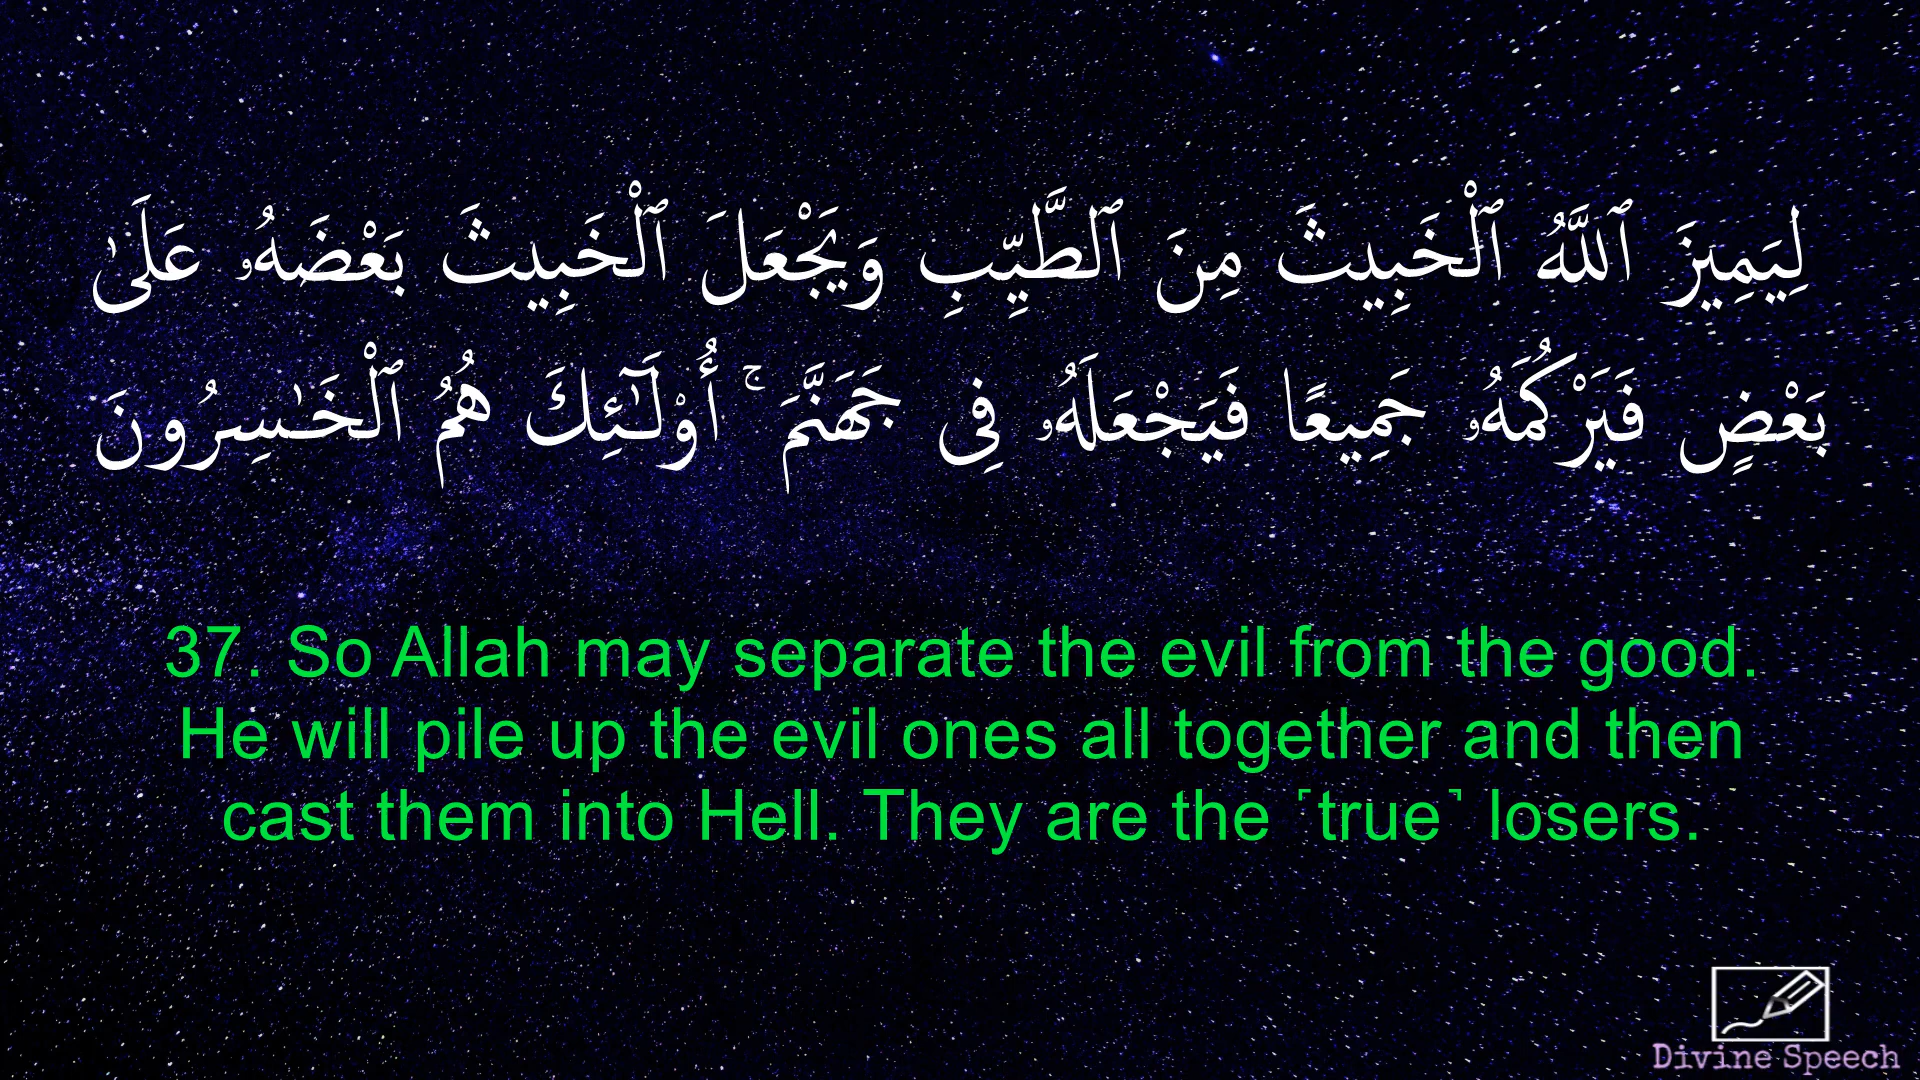 لِيَمِيزَ ٱللَّهُ ٱلْخَبِيثَ مِنَ ٱلطَّيِّبِ وَيَجْعَلَ ٱلْخَبِيثَ بَعْضَهُۥ عَلَىٰ
بَعْضٍ فَيَرْكُمَهُۥ جَمِيعًا فَيَجْعَلَهُۥ فِى جَهَنَّمَ ۚ أُو۟لَـٰٓئِكَ هُمُ ٱلْخَـٰسِرُونَ
37. So Allah may separate the evil from the good.
He will pile up the evil ones all together and then
cast them into Hell. They are the ˹true˺ losers.
Divine Speech